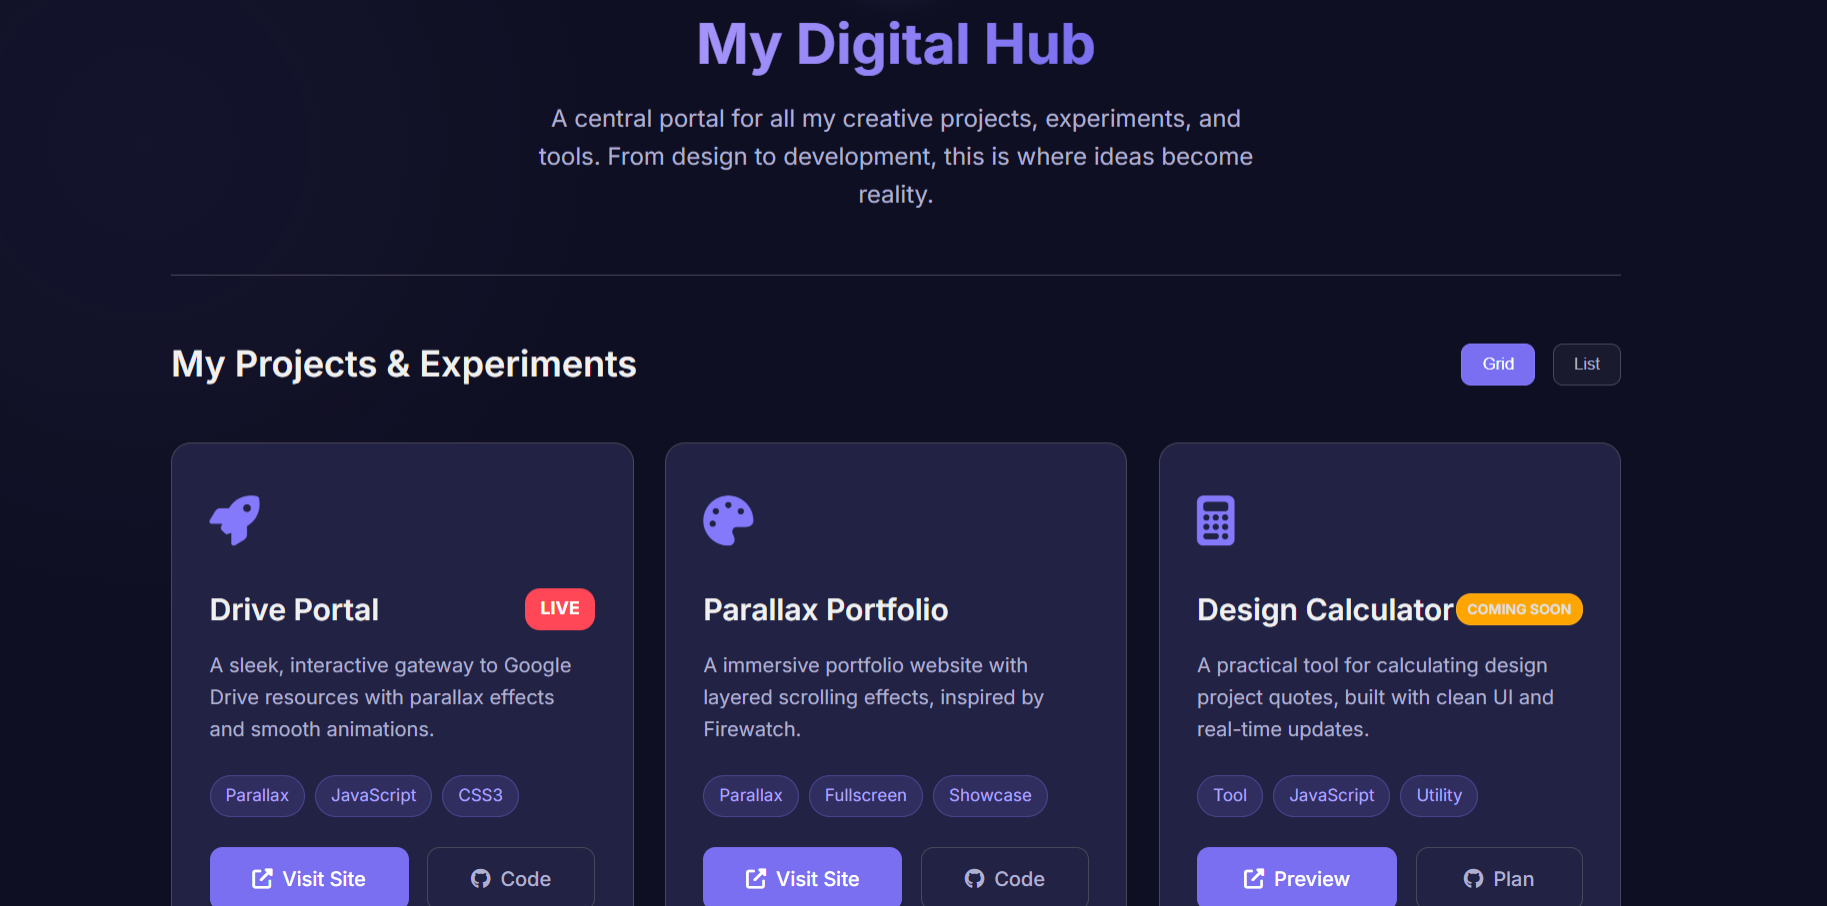 My Digital Hub
A central portal for all my creative projects, experiments, and
tools. From design to development, this is where ideas become
reality.
My Projects & Experiments
Grid
List
Drive Portal
LIVE
A sleek, interactive gateway to Google
Drive resources with parallax effects
and smooth animations.
Parallax
JavaScript
CSS3
Visit Site
Code
Parallax Portfolio
A immersive portfolio website with
layered scrolling effects, inspired by
Firewatch.
Parallax
Fullscreen
Showcase
Visit Site
Code
Design Calculator
COMING SOON
A practical tool for calculating design
project quotes, built with clean UI and
real-time updates.
Tool
JavaScript
Utility
Preview
Plan